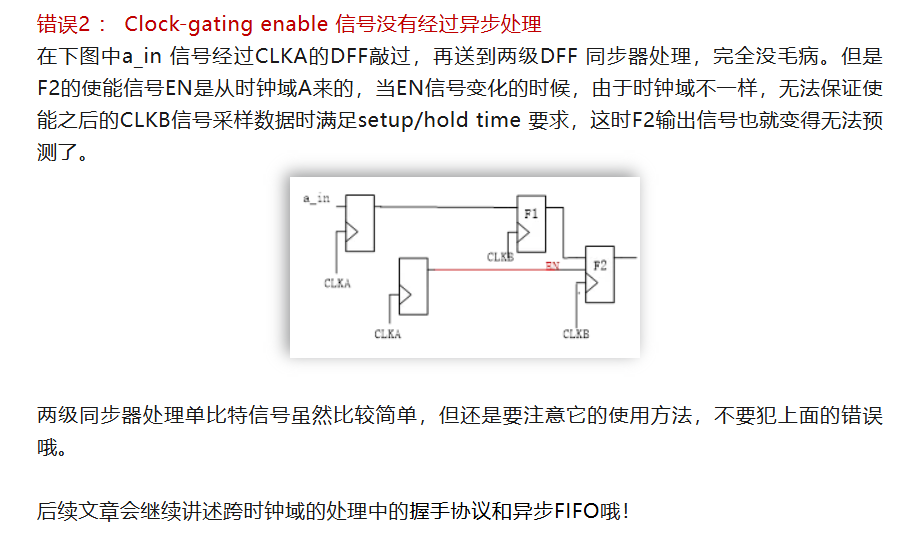 错误2 ： Clock-gating enable 信号没有经过异步处理
在下图中a_in 信号经过CLKA的DFF敲过，再送到两级DFF 同步器处理，完全没毛病。但是
F2的使能信号EN是从时钟域A来的，当EN信号变化的时候，由于时钟域不一样，无法保证使
能之后的CLKB信号采样数据时满足setup/hold time 要求，这时F2输出信号也就变得无法预
测了。
a_in
F1
CLKB
EN
F2
CLKA
CLKA
CLKB
两级同步器处理单比特信号虽然比较简单，但还是要注意它的使用方法，不要犯上面的错误
哦。
后续文章会继续讲述跨时钟域的处理中的握手协议和异步FIFO哦！